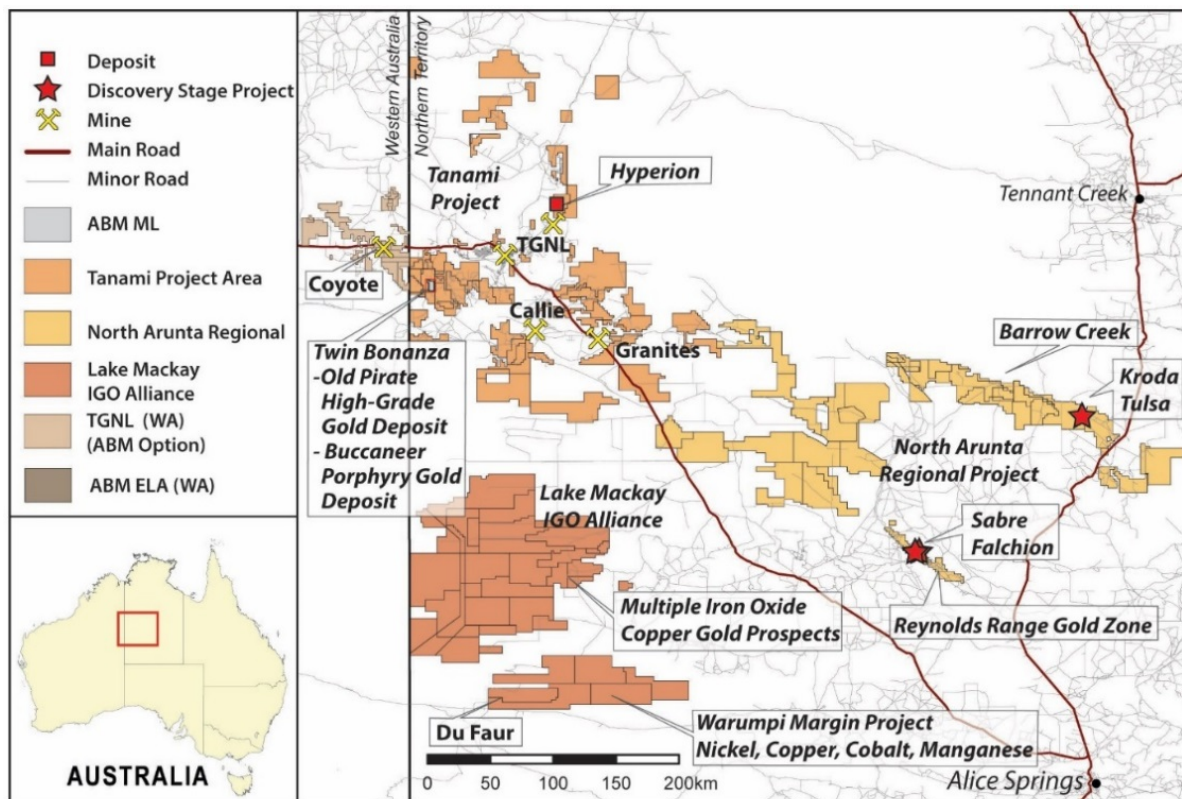 Deposit
Discovery Stage Project
Mine
Main Road
Minor Road
ABM ML
Tanami Project Area
North Arunta Regional
Lake Mackay
IGO Alliance
TGNL (WA)
(ABM Option)
ABM ELA (WA)
AUSTRALIA
Western Australia
Northern Territory
Tanami
Project
Hyperion
Tennant Creek
TGNL
Coyote
Callie
Granites
Twin Bonanza
-Old Pirate
High-Grade
Gold Deposit
- Buccaneer
Porphyry Gold
Deposit
Barrow Creek
Kroda
Tulsa
North Arunta
Regional Project
Lake Mackay
IGO Alliance
Sabre
Falchion
Multiple Iron Oxide
Copper Gold Prospects
Reynolds Range Gold Zone
Du Faur
Warumpi Margin Project
Nickel, Copper, Cobalt, Manganese
0 50 100 150 200km
Alice Springs